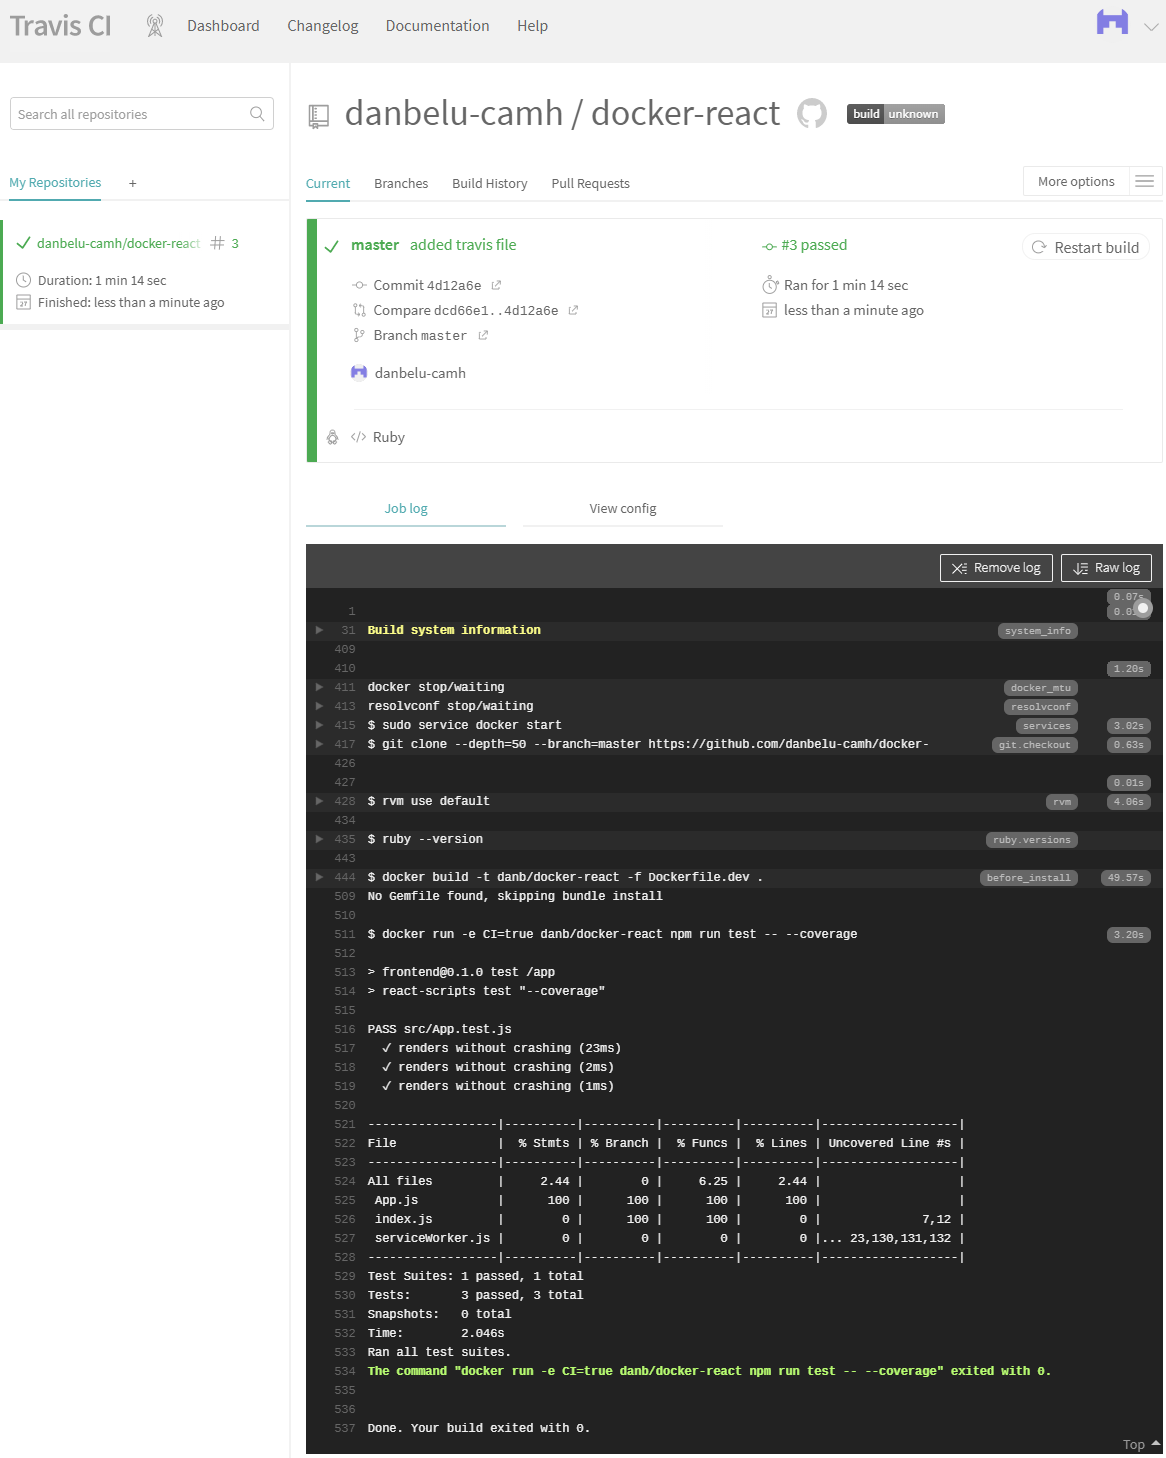 Travis CI
Dashboard
Changelog
Documentation
Help
Search all repositories
My Repositories
+
danbelu-camh/docker-react # 3
Duration: 1 min 14 sec
Finished: less than a minute ago
danbelu-camh / docker-react
build unknown
Current
Branches
Build History
Pull Requests
More options
master added travis file
#3 passed
Restart build
Commit 4d12a6e
Ran for 1 min 14 sec
Compare dcd66e1..4d12a6e
less than a minute ago
Branch master
danbelu-camh
Ruby
Job log
View config
Remove log
Raw log
0.07s
1
31 Build system information system_info
409
410 1.20s
411 docker stop/waiting docker_mtu
413 resolvconf stop/waiting resolvconf
415 $ sudo service docker start services 3.02s
417 $ git clone --depth=50 --branch=master https://github.com/danbelu-camh/docker- git.checkout 0.63s
426
427 0.01s
428 $ rvm use default rvm 4.06s
434
435 $ ruby --version ruby.versions
443
444 $ docker build -t danb/docker-react -f Dockerfile.dev . before_install 49.57s
509 No Gemfile found, skipping bundle install
510
511 $ docker run -e CI=true danb/docker-react npm run test -- --coverage 3.20s
512
513 > frontend@0.1.0 test /app
514 > react-scripts test "--coverage"
515
516 PASS src/App.test.js
517 ✓ renders without crashing (23ms)
518 ✓ renders without crashing (2ms)
519 ✓ renders without crashing (1ms)
520
521 ------------------|----------|----------|----------|----------|-------------------|
522 File | % Stmts | % Branch | % Funcs | % Lines | Uncovered Line #s |
523 ------------------|----------|----------|----------|----------|-------------------|
524 All files | 2.44 | 0 | 6.25 | 2.44 | |
525 App.js | 100 | 100 | 100 | 100 | |
526 index.js | 0 | 100 | 100 | 0 | 7,12 |
527 serviceWorker.js | 0 | 0 | 0 | 0 |... 23,130,131,132 |
528 ------------------|----------|----------|----------|----------|-------------------|
529 Test Suites: 1 passed, 1 total
530 Tests: 3 passed, 3 total
531 Snapshots: 0 total
532 Time: 2.046s
533 Ran all test suites.
534 The command "docker run -e CI=true danb/docker-react npm run test -- --coverage" exited with 0.
535
536
537 Done. Your build exited with 0.
Top